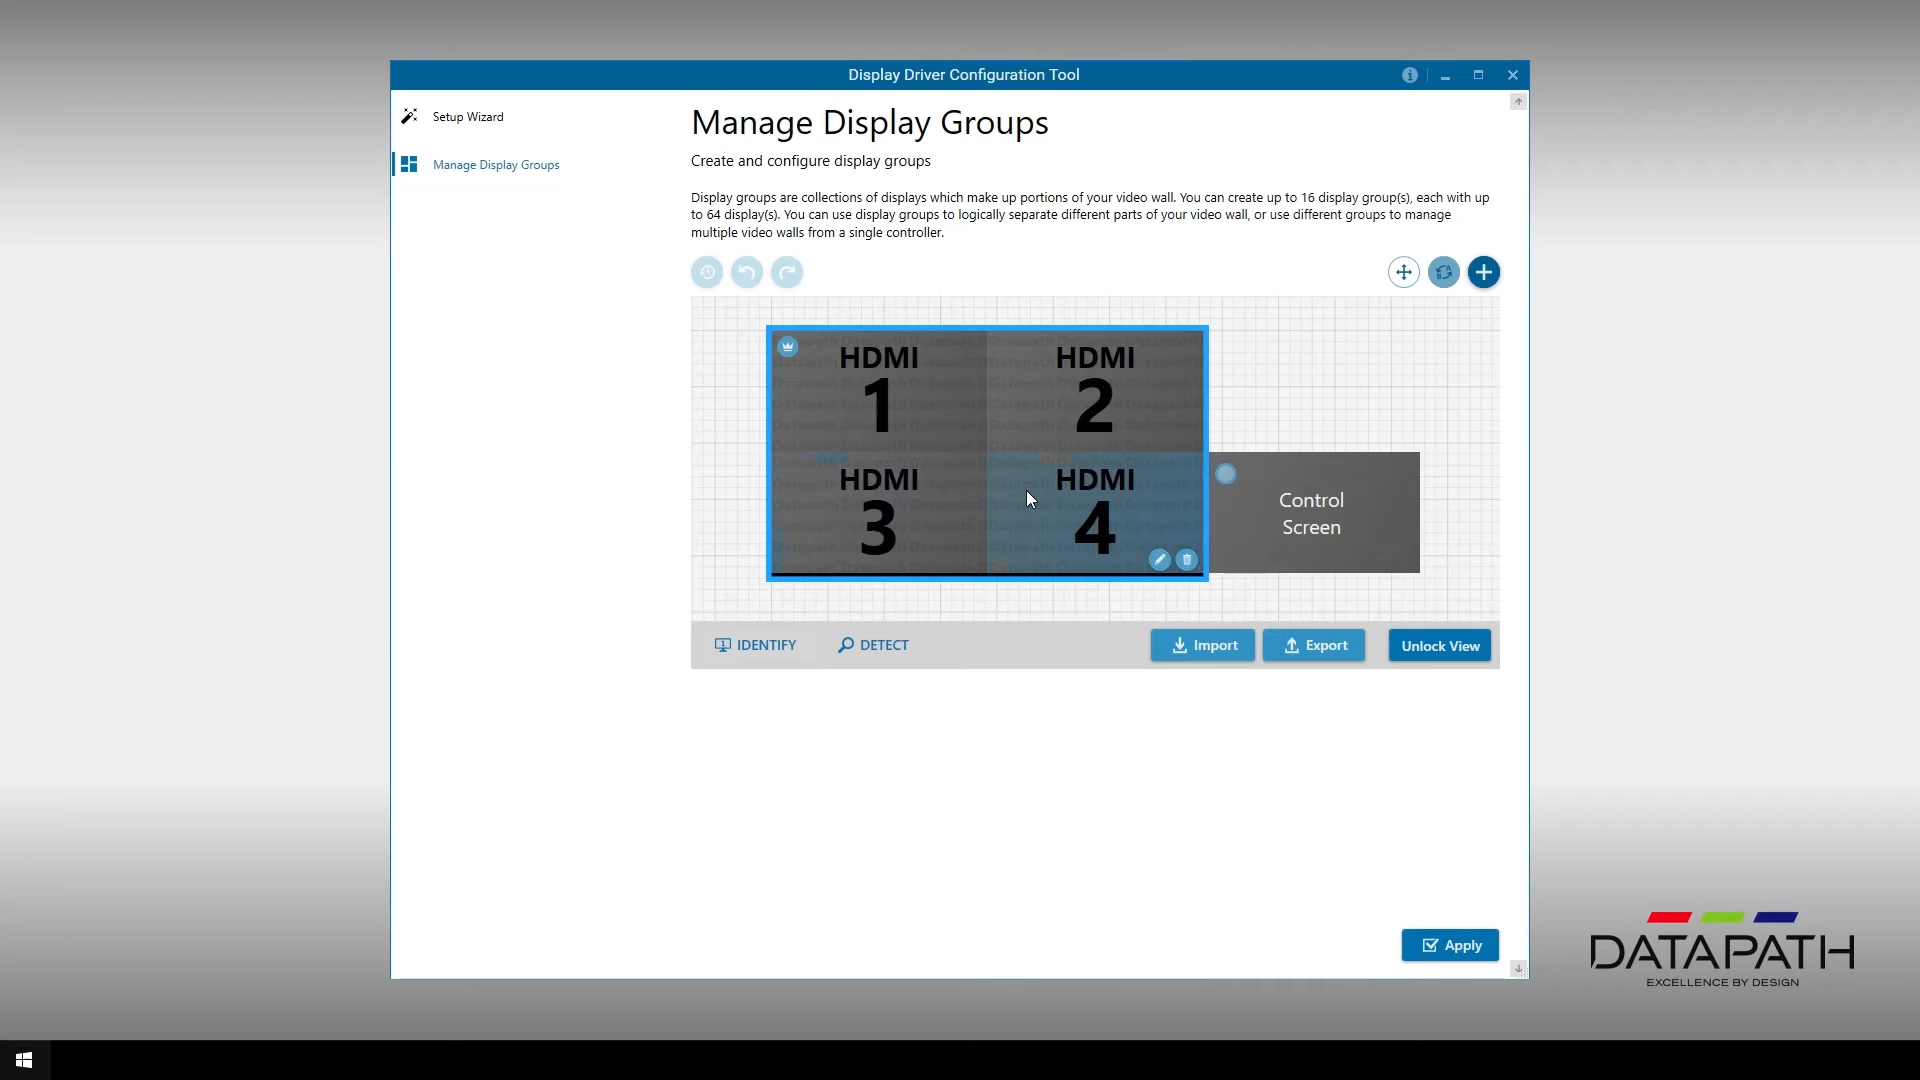 Display Driver Configuration Tool
Setup Wizard
Manage Display Groups
Manage Display Groups
Create and configure display groups
Display groups are collections of displays which make up portions of your video wall. You can create up to 16 display group(s), each with up
to 64 display(s). You can use display groups to logically separate different parts of your video wall, or use different groups to manage
multiple video walls from a single controller.
HDMI
1
HDMI
2
HDMI
3
HDMI
4
Control
Screen
IDENTIFY
DETECT
Import
Export
Unlock View
Apply
DATAPATH
EXCELLENCE BY DESIGN